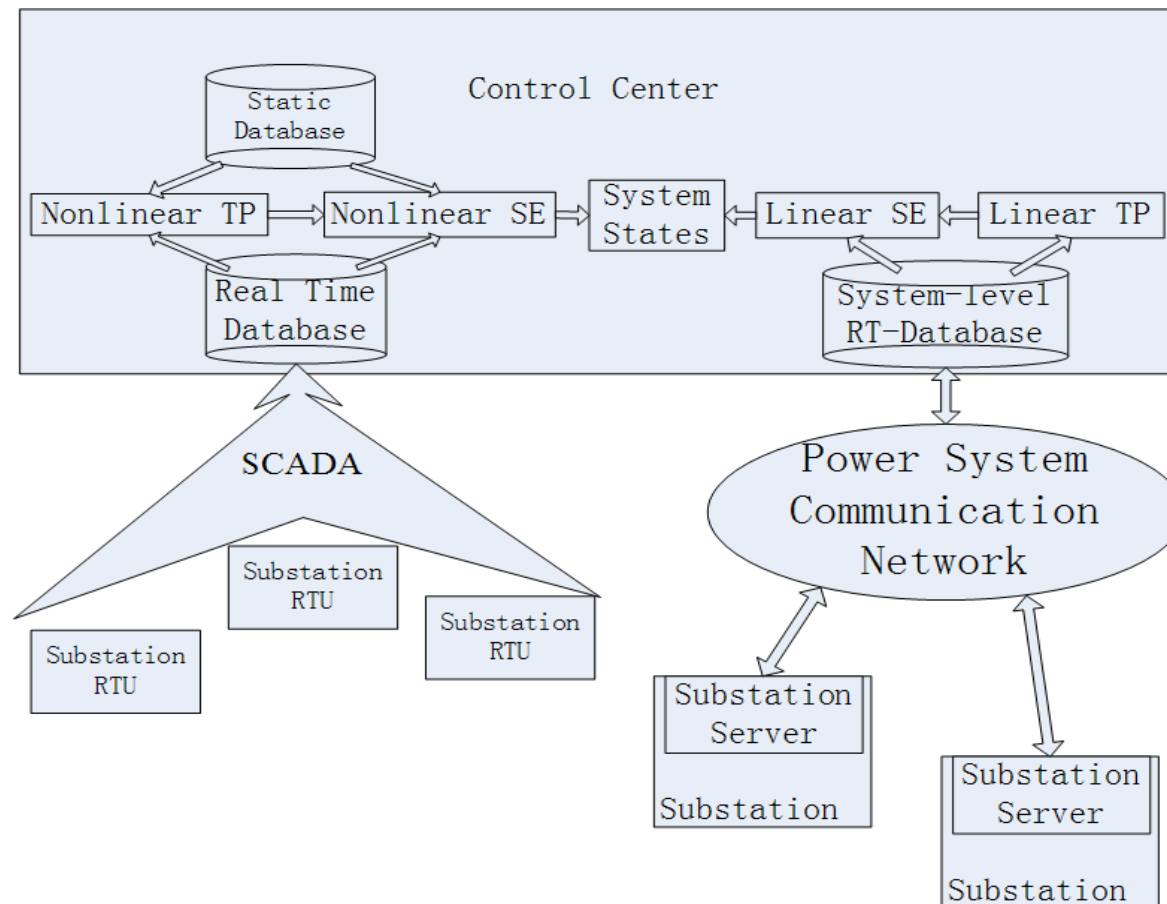 Control Center
Static
Database
Nonlinear TP
Nonlinear SE
System
States
Linear SE
Linear TP
Real Time
Database
System-level
RT-Database
SCADA
Power System
Communication
Network
Substation
RTU
Substation
RTU
Substation
RTU
Substation
Server
Substation
Substation
Server
Substation